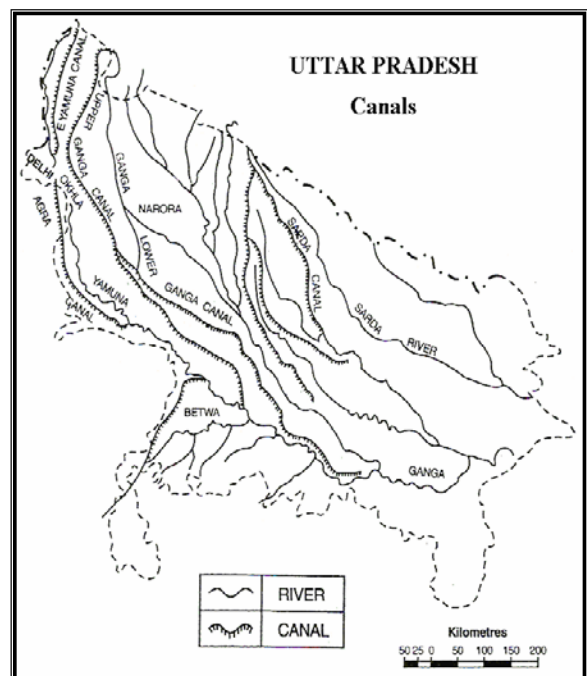 UTTAR PRADESH
Canals
E YAMUNA CANAL
UPPER
GANGA
CANAL
DELHI
OKHLA
AGRA
CANAL
YAMUNA
GANGA
NARORA
LOWER
GANGA CANAL
SARDA
CANAL
SARDA
RIVER
BETWA
GANGA
RIVER
CANAL
Kilometres
50 25 0 50 100 150 200